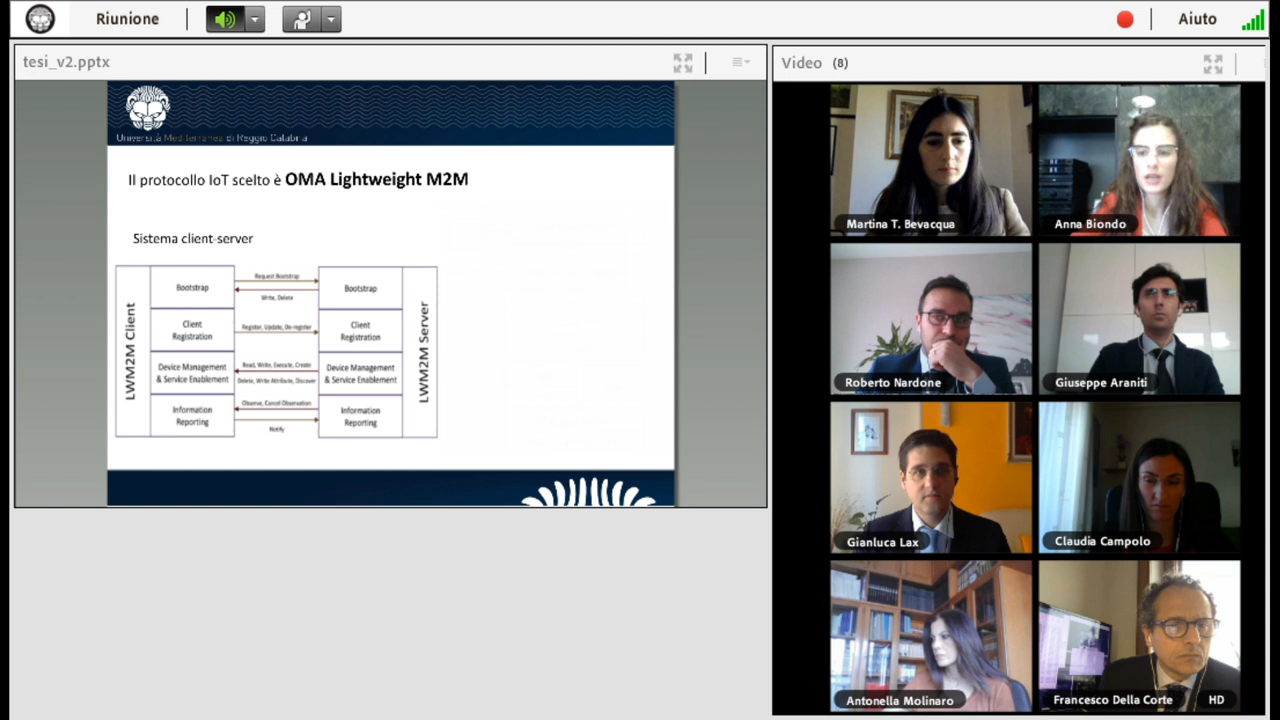 Riunione
Aiuto
tesi_v2.pptx
Video (8)
Università Mediterranea di Reggio Calabria
Il protocollo IoT scelto è OMA Lightweight M2M
Sistema client-server
LWM2M Client
Bootstrap
Request Bootstrap
Write, Delete
Bootstrap
LWM2M Server
Client
Registration
Register, Update, De-register
Client
Registration
Device Management
& Service Enablement
Read, Write, Execute, Create
Delete, Write Attribute, Discover
Device Management
& Service Enablement
Information
Reporting
Observe, Cancel Observation
Notify
Information
Reporting
Martina T. Bevacqua
Anna Biondo
Roberto Nardone
Giuseppe Araniti
Gianluca Lax
Claudia Campolo
Antonella Molinaro
Francesco Della Corte HD